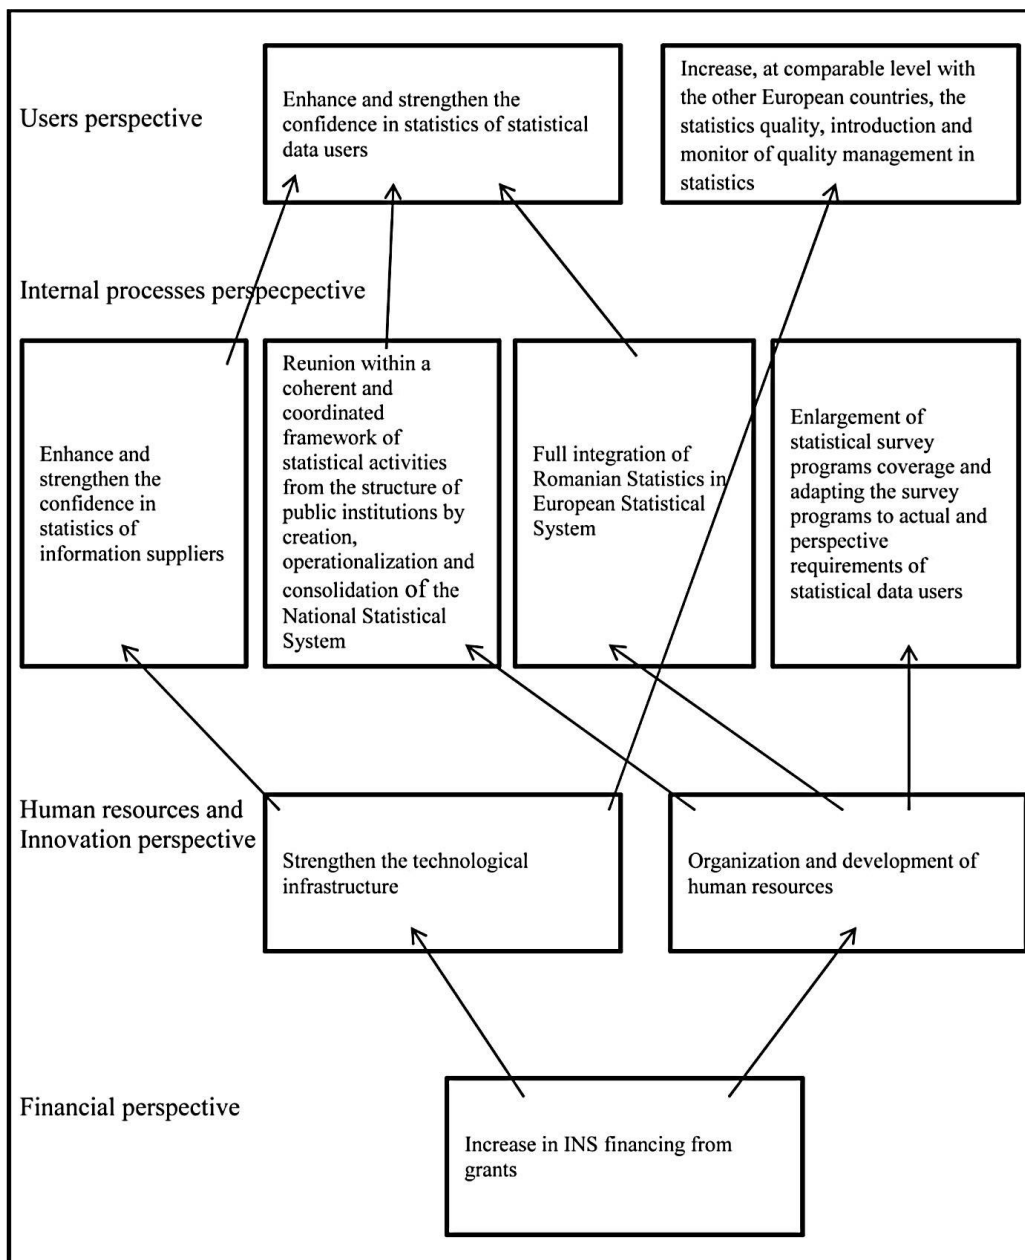 Users perspective
Enhance and strengthen the
confidence in statistics of statistical
data users
Increase, at comparable level with
the other European countries, the
statistics quality, introduction and
monitor of quality management in
statistics
Internal processes perspecpective
Enhance and
strengthen the
confidence in
statistics of
information suppliers
Reunion within a
coherent and
coordinated
framework of
statistical activities
from the structure of
public institutions by
creation,
operationalization and
consolidation of the
National Statistical
System
Full integration of
Romanian Statistics in
European Statistical
System
Enlargement of
statistical survey
programs coverage and
adapting the survey
programs to actual and
perspective
requirements of
statistical data users
Human resources and
Innovation perspective
Strengthen the technological
infrastructure
Organization and development of
human resources
Financial perspective
Increase in INS financing from
grants